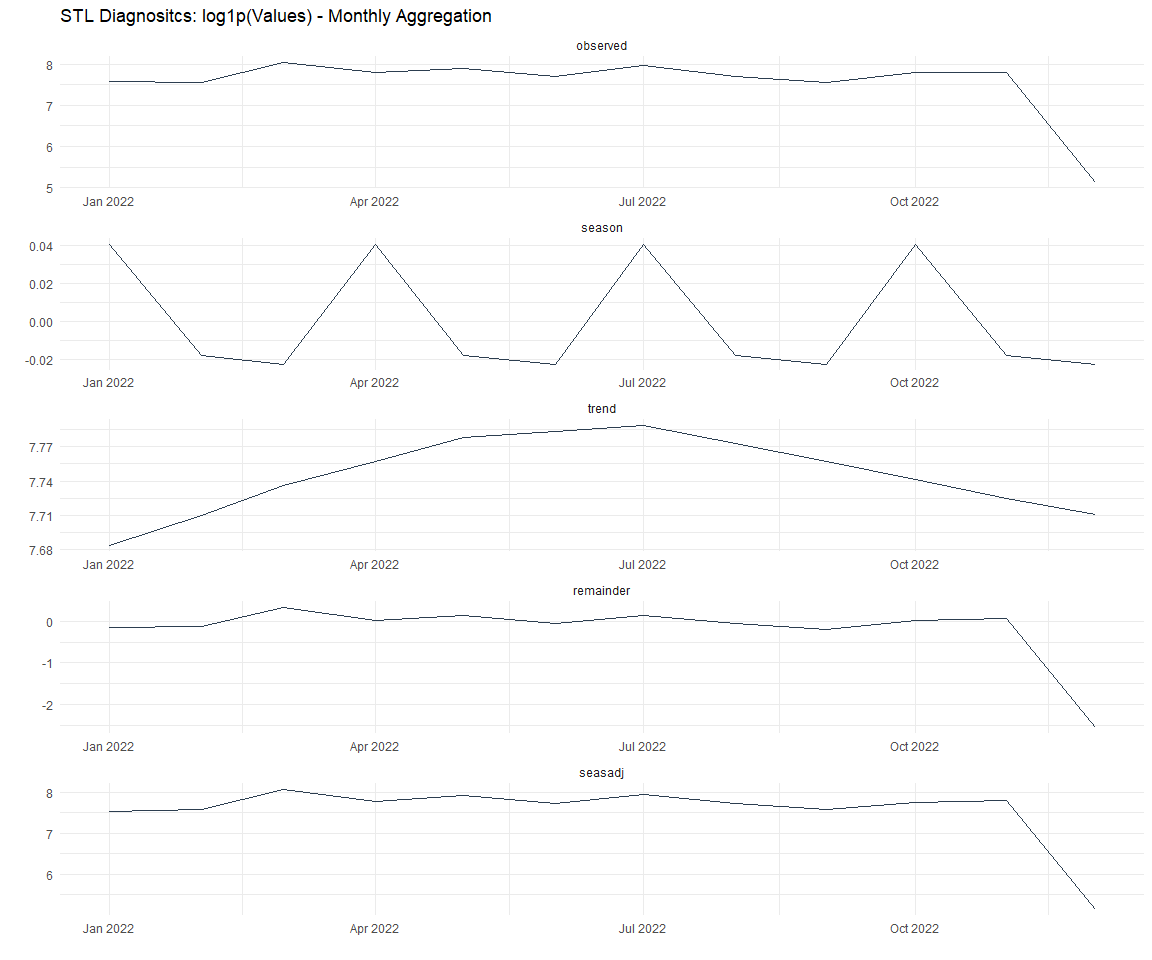 STL Diagnositcs: log1p(Values) - Monthly Aggregation
observed
8
7
6
5
Jan 2022 Apr 2022 Jul 2022 Oct 2022
season
0.04
0.02
0.00
-0.02
Jan 2022 Apr 2022 Jul 2022 Oct 2022
trend
7.77
7.74
7.71
7.68
Jan 2022 Apr 2022 Jul 2022 Oct 2022
remainder
0
-1
-2
Jan 2022 Apr 2022 Jul 2022 Oct 2022
seasadj
8
7
6
Jan 2022 Apr 2022 Jul 2022 Oct 2022